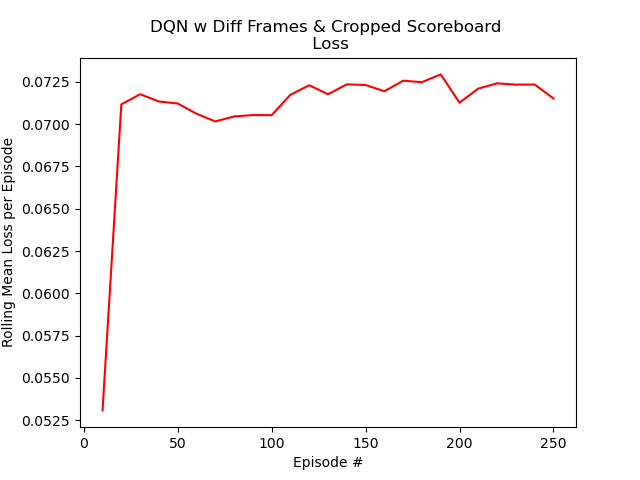 DQN w Diff Frames & Cropped Scoreboard
Loss
Rolling Mean Loss per Episode
0.0725
0.0700
0.0675
0.0650
0.0625
0.0600
0.0575
0.0550
0.0525
0 50 100 150 200 250
Episode #